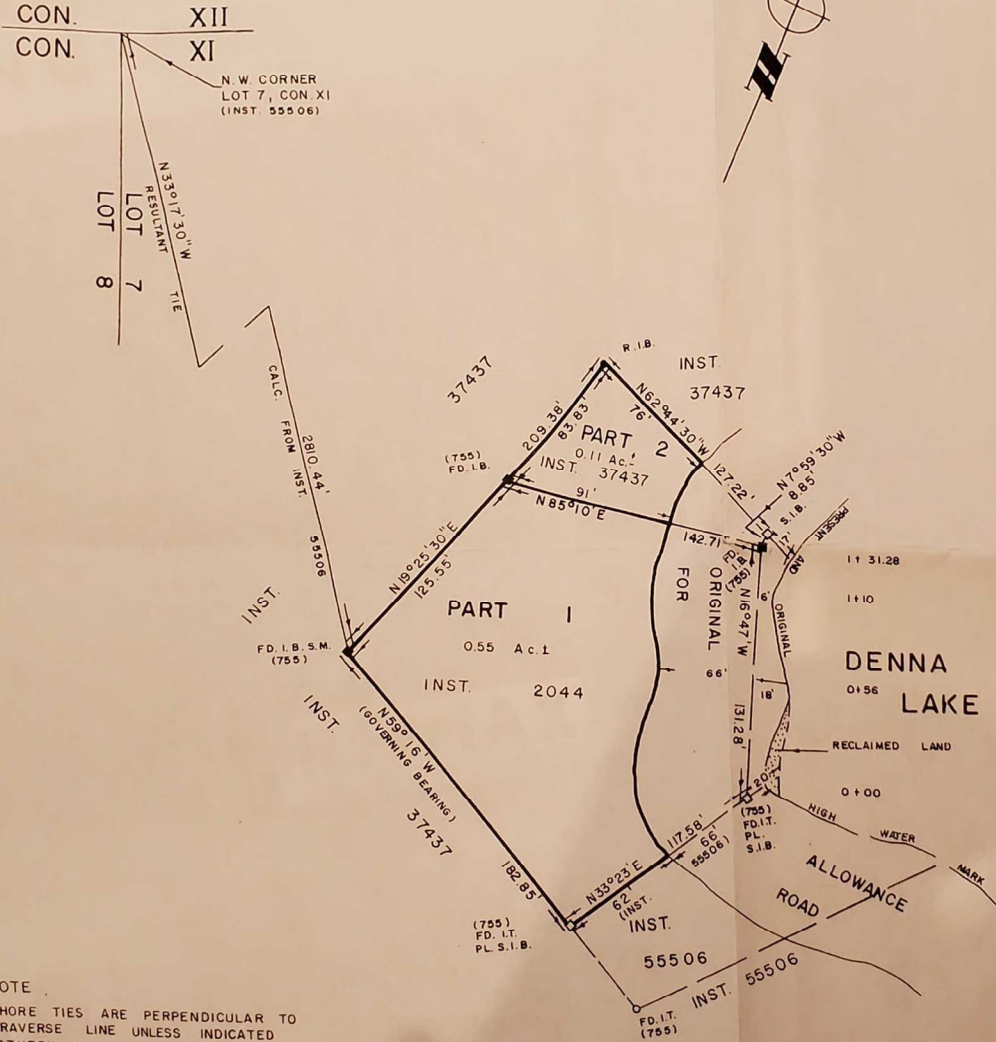 CON. XII
CON. XI
N
N.W. CORNER
LOT 7, CON. XI
(INST. 55506)
N33°17'30"W
RESULTANT TIE
LOT 7
LOT 8
CALC. FROM INST. 55506
2810.44'
37437
R.I.B.
INST.
37437
N62°44'30"W
76'
209.38'
83.83'
PART 2
0.11 Ac.±
INST. 37437
(755)
FD. I.B.
91'
N85°10'E
127.22'
N7°59'30"W
8.85'
S.I.B.
17'
PRESENT
AND
ORIGINAL
142.71'
FD.
I.B.
(755)
N19°25'30"E
125.55'
ORIGINAL
FOR
N16°47'W
131.28'
6'
1+ 31.28
1+10
INST.
FD. I.B. S.M.
(755)
PART 1
0.55 Ac.±
INST. 2044
66'
18'
DENNA
0+56
LAKE
INST.
37437
N59°16'W
(GOVERNING BEARING)
182.85'
RECLAIMED LAND
0+00
20'
(755)
FD.I.T.
PL.
S.I.B.
HIGH WATER MARK
117.58'
66'
N33°23'E
62'
(INST. 55506)
ALLOWANCE
ROAD
(755)
FD. I.T.
PL. S.I.B.
INST.
55506
INST. 55506
FD. I.T.
(755)
OTE
HORE TIES ARE PERPENDICULAR TO
RAVERSE LINE UNLESS INDICATED